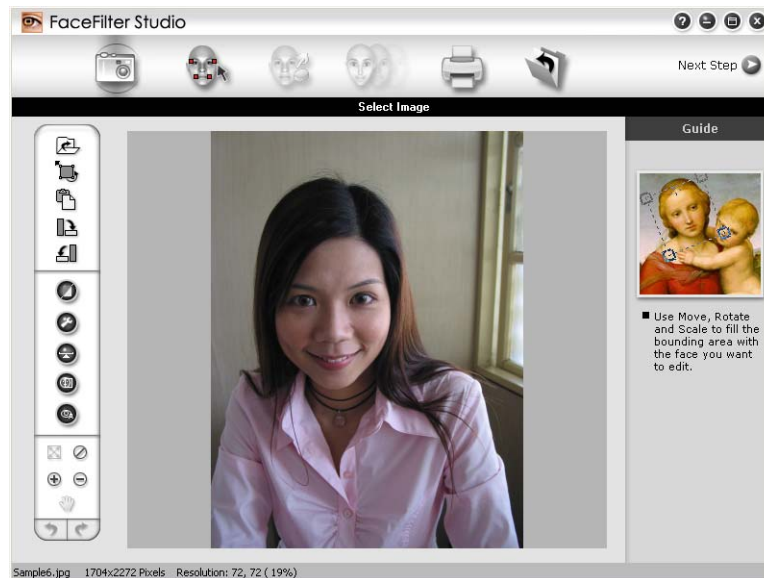 FaceFilter Studio
Next Step
Select Image
Guide
Use Move, Rotate
and Scale to fill the
bounding area with
the face you want
to edit.
Sample6.jpg 1704x2272 Pixels Resolution: 72, 72 ( 19%)